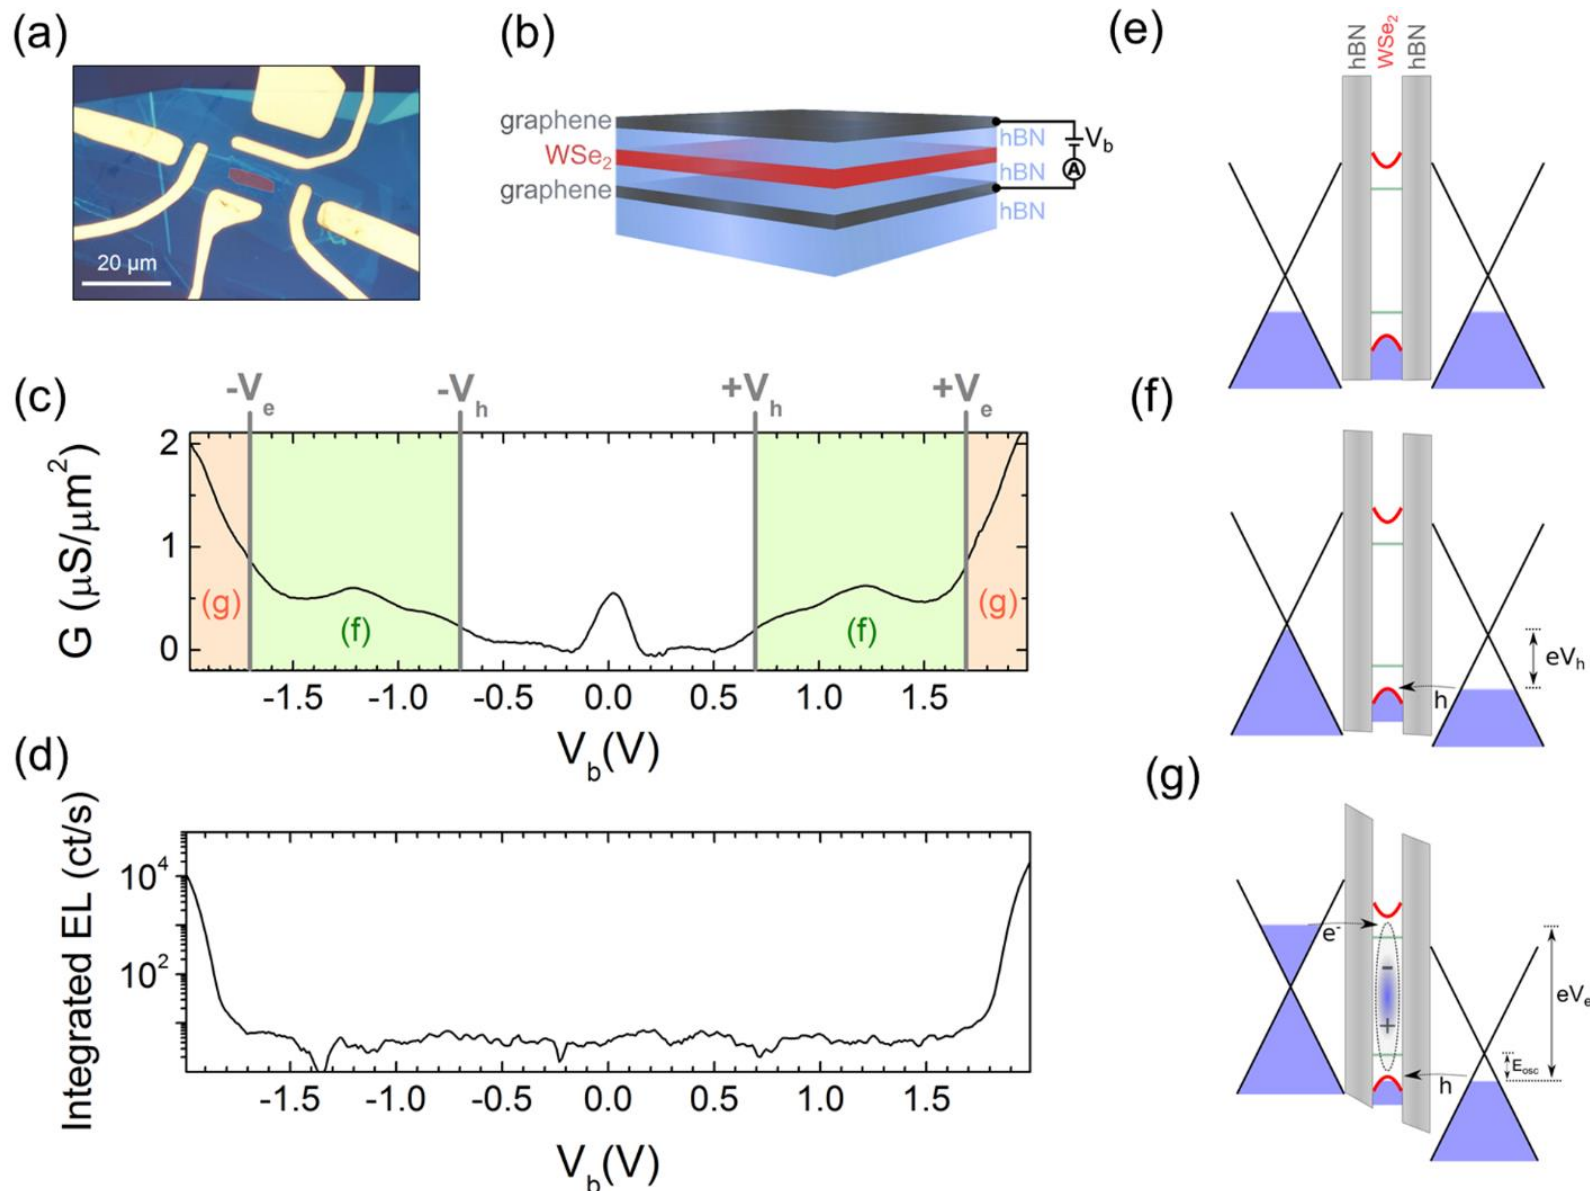 (a)
20 μm
(b)
graphene
WSe2
graphene
hBN
hBN
hBN
Vb
A
(c)
-Ve
-Vh
+Vh
+Ve
G (μS/μm²)
2
1
0
(g)
(f)
(f)
(g)
-1.5 -1.0 -0.5 0.0 0.5 1.0 1.5
Vb(V)
(d)
Integrated EL (ct/s)
10⁴
10²
-1.5 -1.0 -0.5 0.0 0.5 1.0 1.5
Vb(V)
(e)
hBN
WSe2
hBN
(f)
eVh
h
(g)
e-
-
+
eVe
Eosc
h